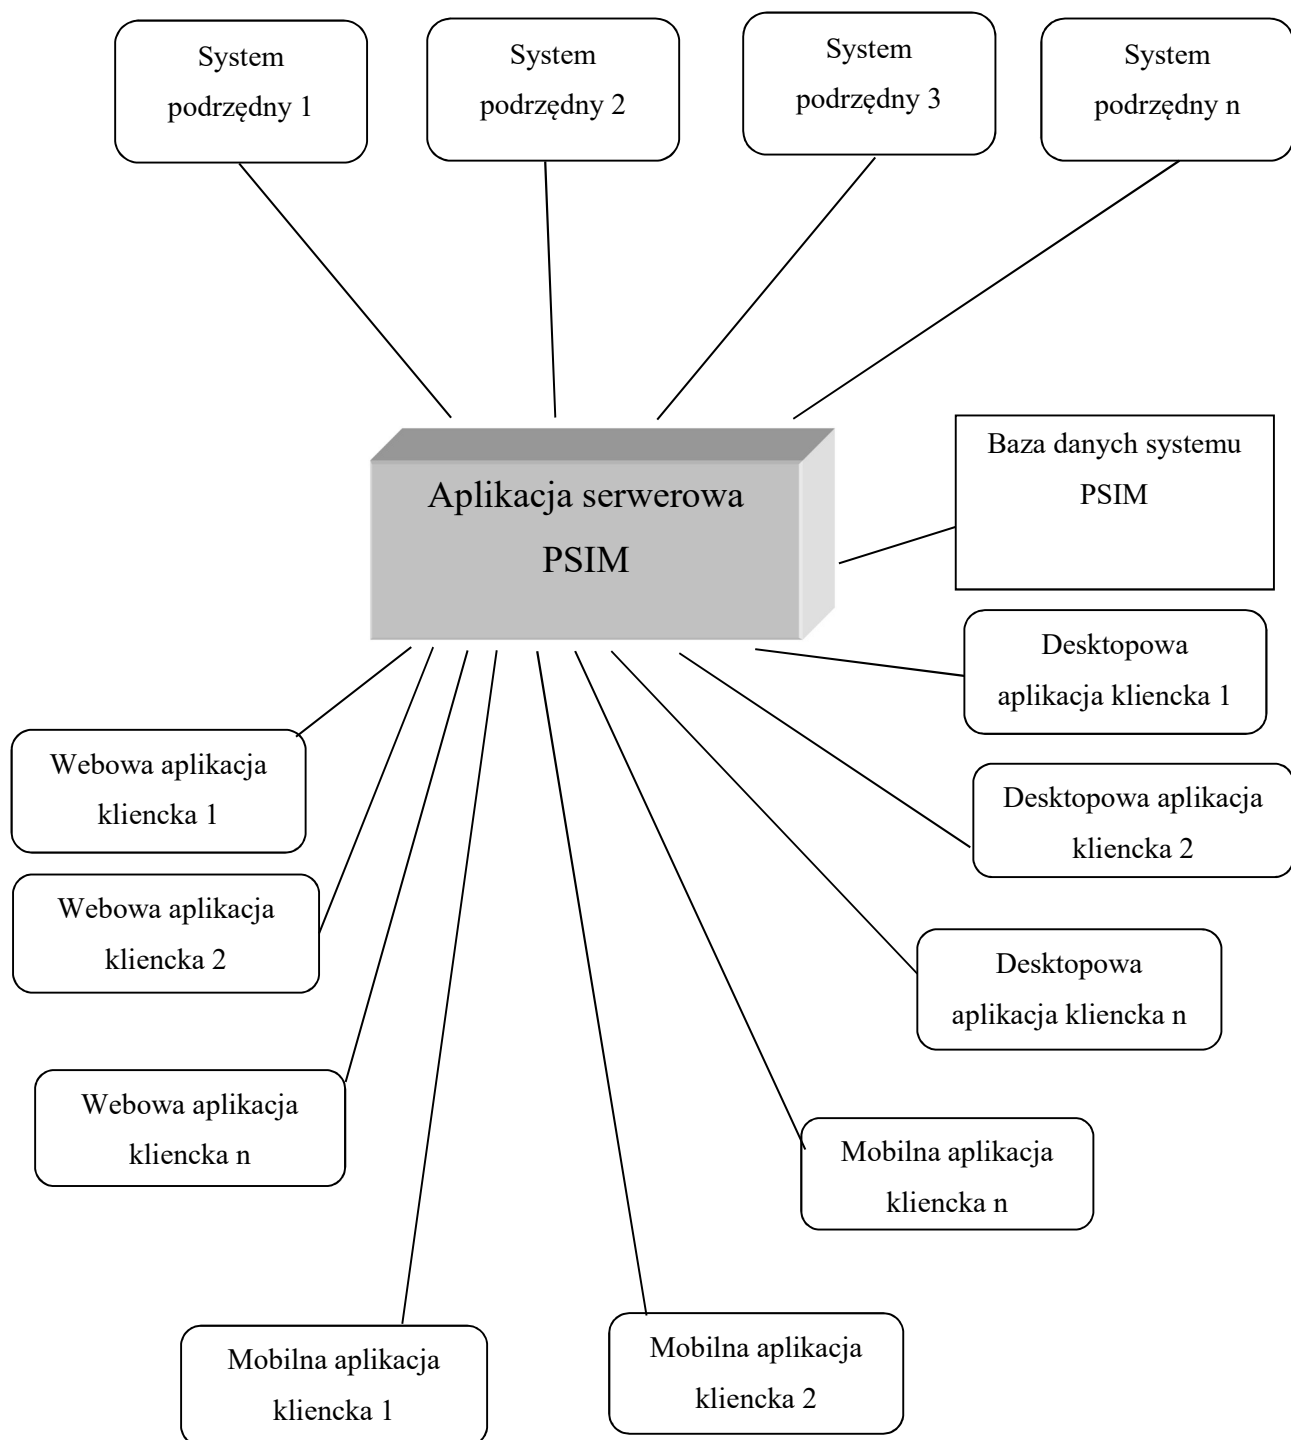 System
podrzędny 1
System
podrzędny 2
System
podrzędny 3
System
podrzędny n
Aplikacja serwerowa
PSIM
Baza danych systemu
PSIM
Desktopowa
aplikacja kliencka 1
Webowa aplikacja
kliencka 1
Desktopowa aplikacja
kliencka 2
Webowa aplikacja
kliencka 2
Desktopowa
aplikacja kliencka n
Webowa aplikacja
kliencka n
Mobilna aplikacja
kliencka n
Mobilna aplikacja
kliencka 1
Mobilna aplikacja
kliencka 2